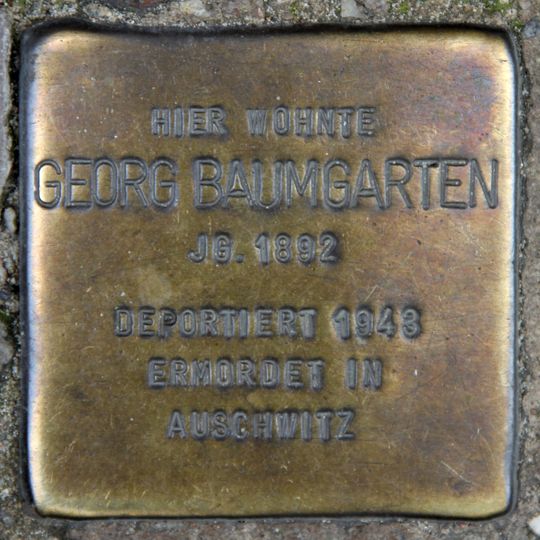 HIER WOHNTE
GEORG BAUMGARTEN
JG. 1892
DEPORTIERT 1943
ERMORDET IN
AUSCHWITZ